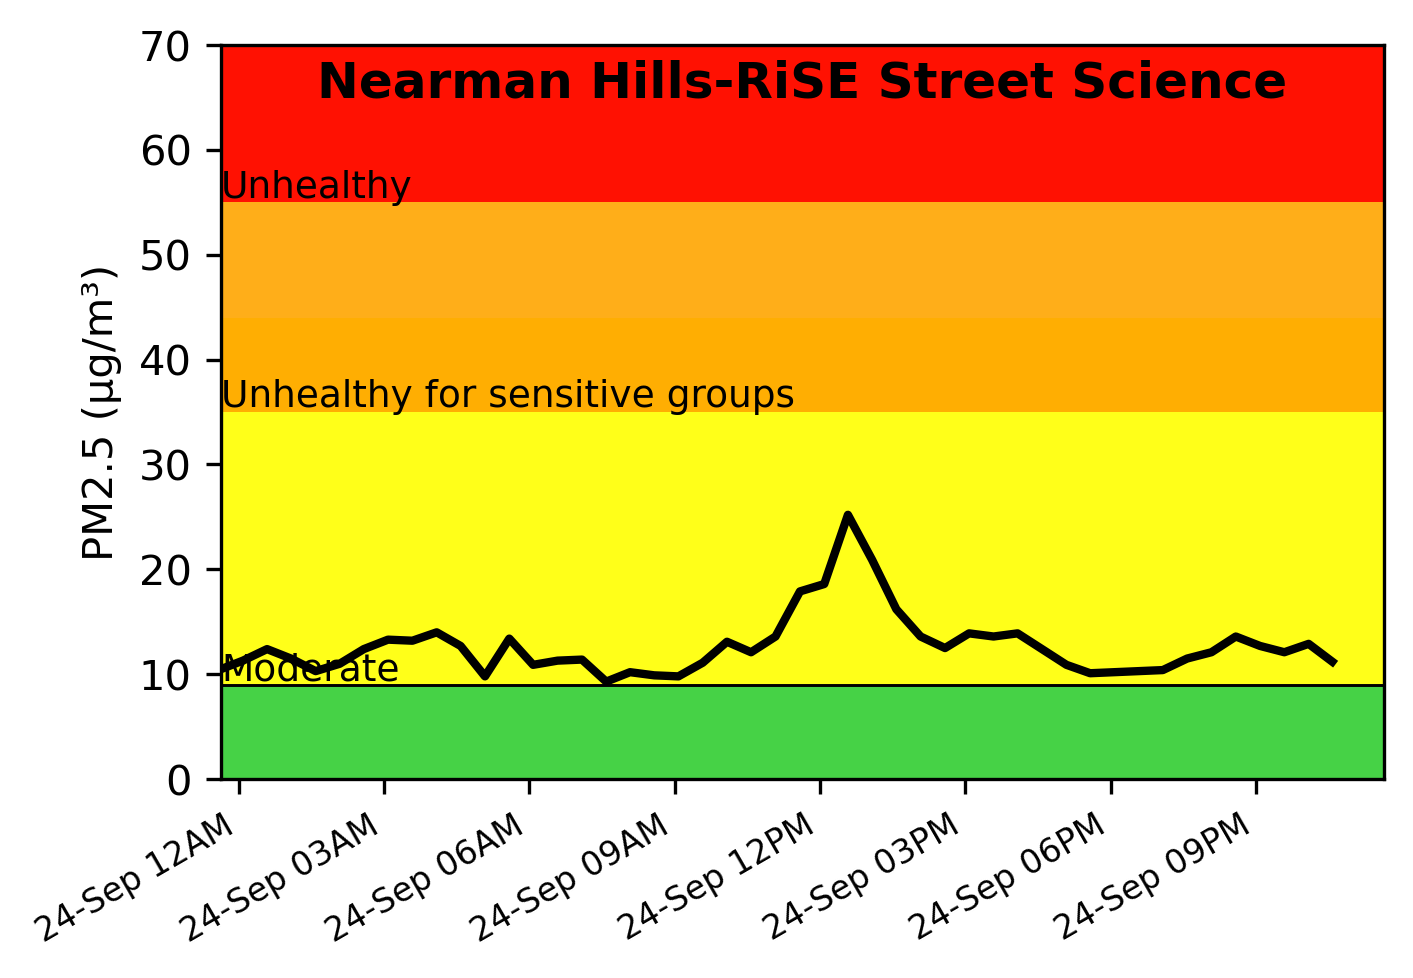 Nearman Hills-RiSE Street Science
70
60
50
40
30
20
10
0
PM2.5 (µg/m³)
Unhealthy
Unhealthy for sensitive groups
Moderate
24-Sep 12AM
24-Sep 03AM
24-Sep 06AM
24-Sep 09AM
24-Sep 12PM
24-Sep 03PM
24-Sep 06PM
24-Sep 09PM